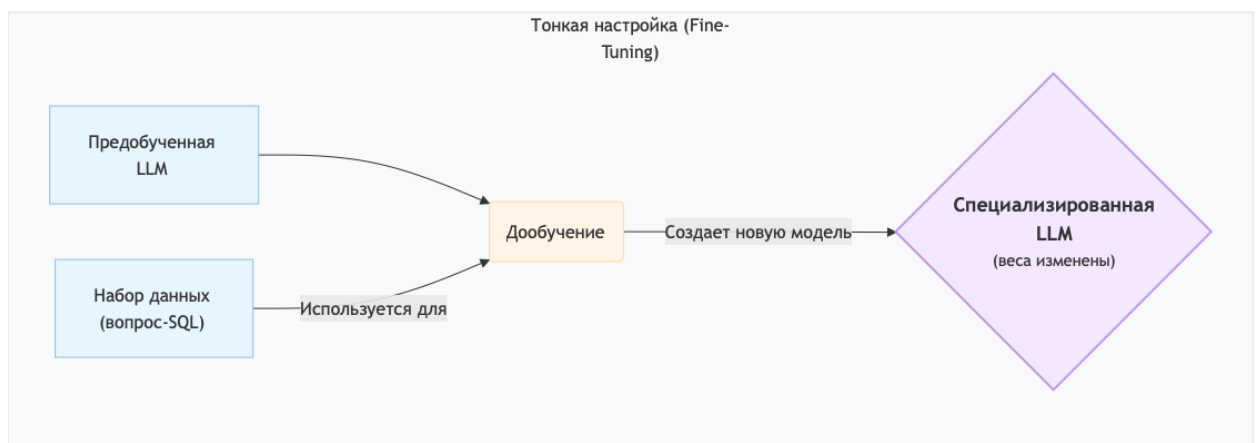 Тонкая настройка (Fine-
Tuning)
Предобученная
LLM
Набор данных
(вопрос-SQL)
Используется для
Дообучение
Создает новую модель
Специализированная
LLM
(веса изменены)